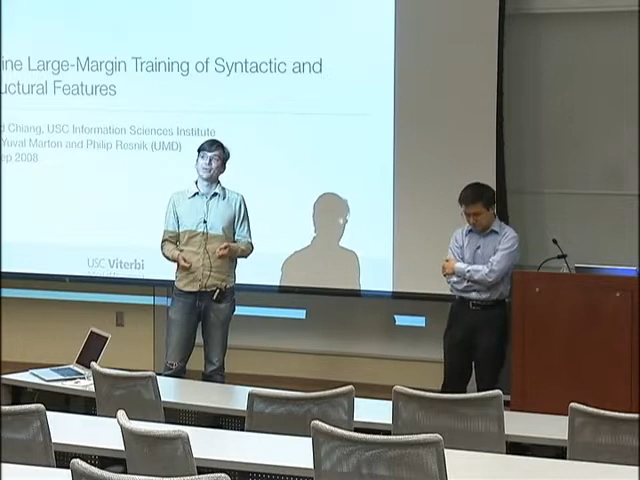 ine Large-Margin Training of Syntactic and
uctural Features
d Chiang, USC Information Sciences Institute
Yuval Marton and Philip Resnik (UMD)
ep 2008
USC Viterbi